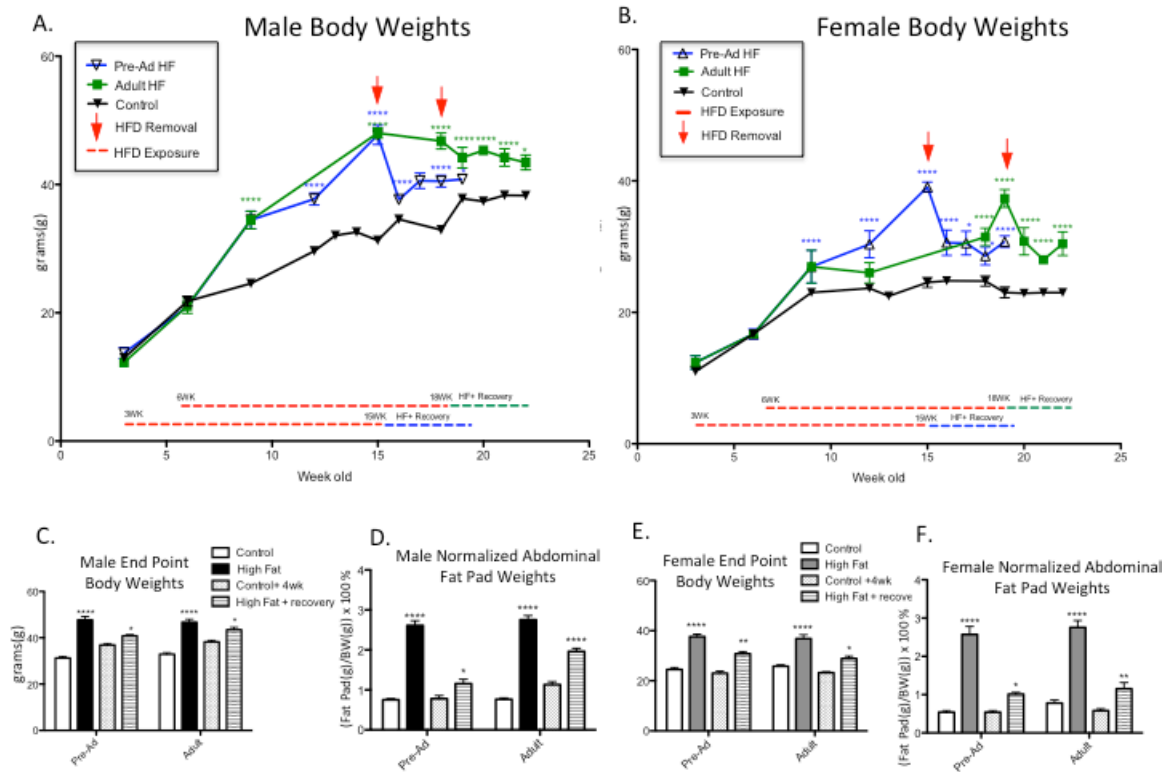 A.
Male Body Weights
60
40
20
0
grams(g)
Pre-Ad HF
Adult HF
Control
HFD Removal
HFD Exposure
****
****
****
****
****
****
****
****
****
****
*
*
6WK
18WK
HF+ Recovery
3WK
15WK
HF+ Recovery
0
5
10
15
20
25
Week old
B.
Female Body Weights
60
40
20
0
Pre-Ad HF
Adult HF
Control
HFD Exposure
HFD Removal
****
****
****
****
*
*
****
****
****
****
****
****
6WK
18WK
HF+ Recovery
3WK
15WK
HF+ Recovery
0
5
10
15
20
25
Week old
C.
Male End Point
Body Weights
Control
High Fat
Control+ 4wk
High Fat + recovery
60
40
20
0
grams(g)
****
*
****
*
Pre-Ad
Adult
D.
Male Normalized Abdominal
Fat Pad Weights
4
3
2
1
0
(Fat Pad(g)/BW(g)) x 100%
****
*
****
****
Pre-Ad
Adult
E.
Female End Point
Body Weights
Control
High Fat
Control +4wk
High Fat + recovery
60
40
20
0
****
**
****
*
Pre-Ad
Adult
F.
Female Normalized Abdominal
Fat Pad Weights
4
3
2
1
0
(Fat Pad(g)/BW(g)) x 100%
****
*
****
**
Pre-Ad
Adult